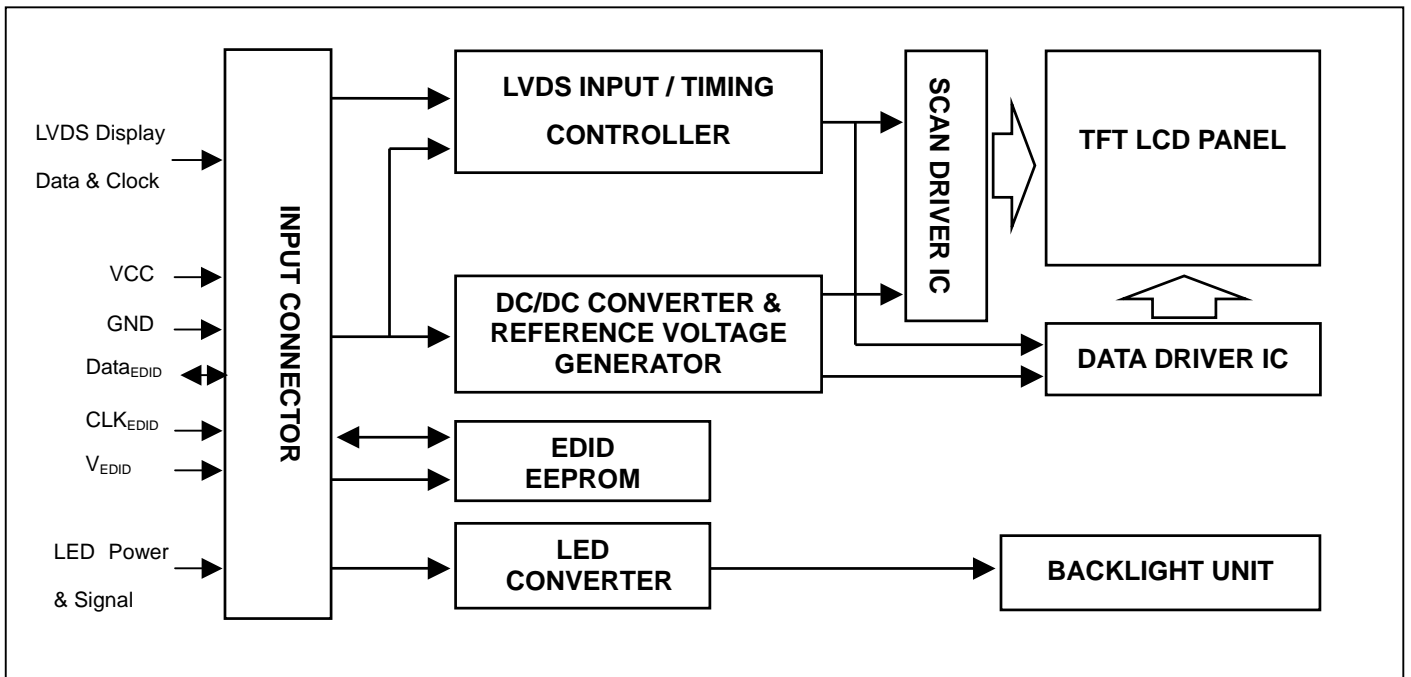 LVDS Display
Data & Clock
VCC
GND
DataEDID
CLKEDID
VEDID
LED Power
& Signal
INPUT CONNECTOR
LVDS INPUT / TIMING
CONTROLLER
DC/DC CONVERTER &
REFERENCE VOLTAGE
GENERATOR
EDID
EEPROM
LED
CONVERTER
SCAN DRIVER IC
TFT LCD PANEL
DATA DRIVER IC
BACKLIGHT UNIT